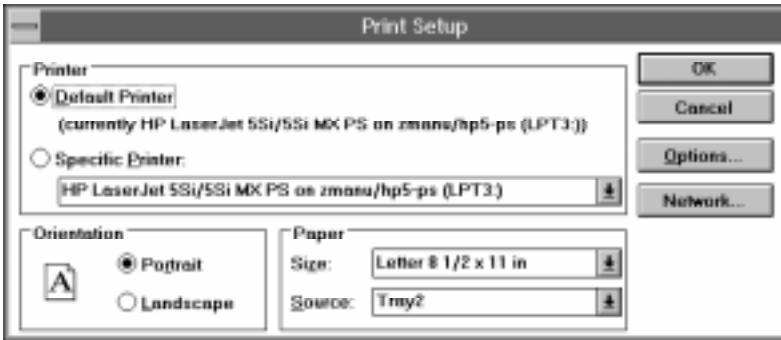 Print Setup
Printer
Default Printer
(currently HP LaserJet 5Si/5Si MX PS on zmanu/hp5-ps (LPT3:))
Specific Printer:
HP LaserJet 5Si/5Si MX PS on zmanu/hp5-ps (LPT3:)
OK
Cancel
Options...
Network...
Orientation
A
Portrait
Landscape
Paper
Size:
Letter 8 1/2 x 11 in
Source:
Tray2